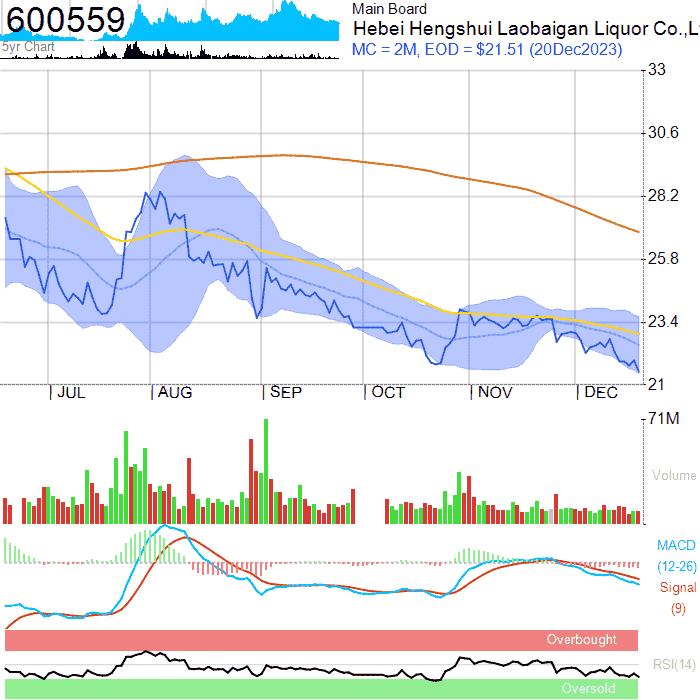 600559
5yr Chart
Main Board
Hebei Hengshui Laobaigan Liquor Co.,L
MC = 2M, EOD = $21.51 (20Dec2023)
33
30.6
28.2
25.8
23.4
21
JUL
AUG
SEP
OCT
NOV
DEC
71M
Volume
MACD
(12-26)
Signal
(9)
Overbought
RSI(14)
Oversold